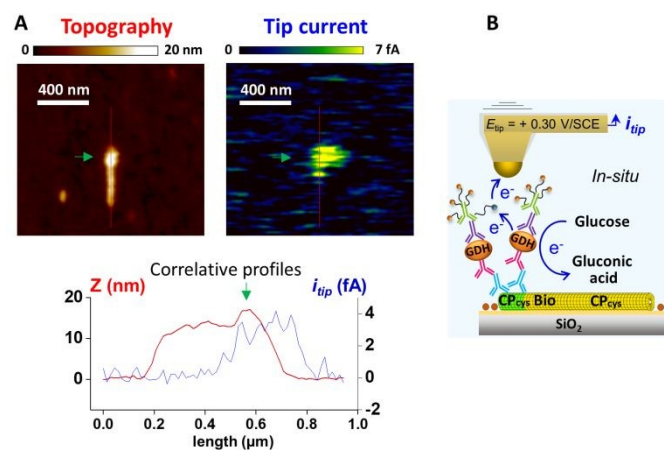 A
Topography
Tip current
0 20 nm
0 7 fA
400 nm
400 nm
Correlative profiles
Z (nm)
i_tip (fA)
20
10
0
4
2
0
-2
0.0 0.2 0.4 0.6 0.8 1.0
length (µm)
B
E_tip = + 0.30 V/SCE
i_tip
In-situ
e-
e-
Glucose
GDH
GDH
e-
Gluconic
acid
CP_cys Bio CP_cys
SiO₂